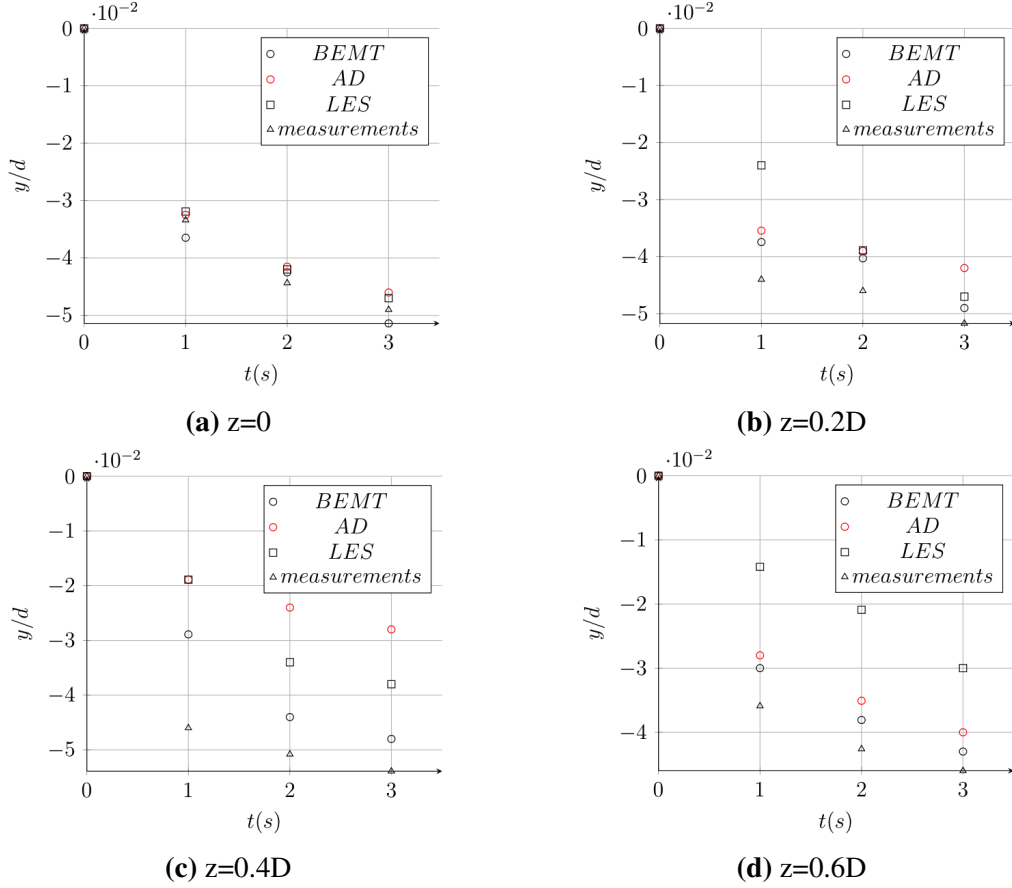 ·10⁻²
0
−1
−2
−3
−4
−5
y/d
BEMT
AD
LES
measurements
0 1 2 3
t(s)
(a) z=0
·10⁻²
0
−1
−2
−3
−4
−5
y/d
BEMT
AD
LES
measurements
0 1 2 3
t(s)
(b) z=0.2D
·10⁻²
0
−1
−2
−3
−4
−5
y/d
BEMT
AD
LES
measurements
0 1 2 3
t(s)
(c) z=0.4D
·10⁻²
0
−1
−2
−3
−4
y/d
BEMT
AD
LES
measurements
0 1 2 3
t(s)
(d) z=0.6D